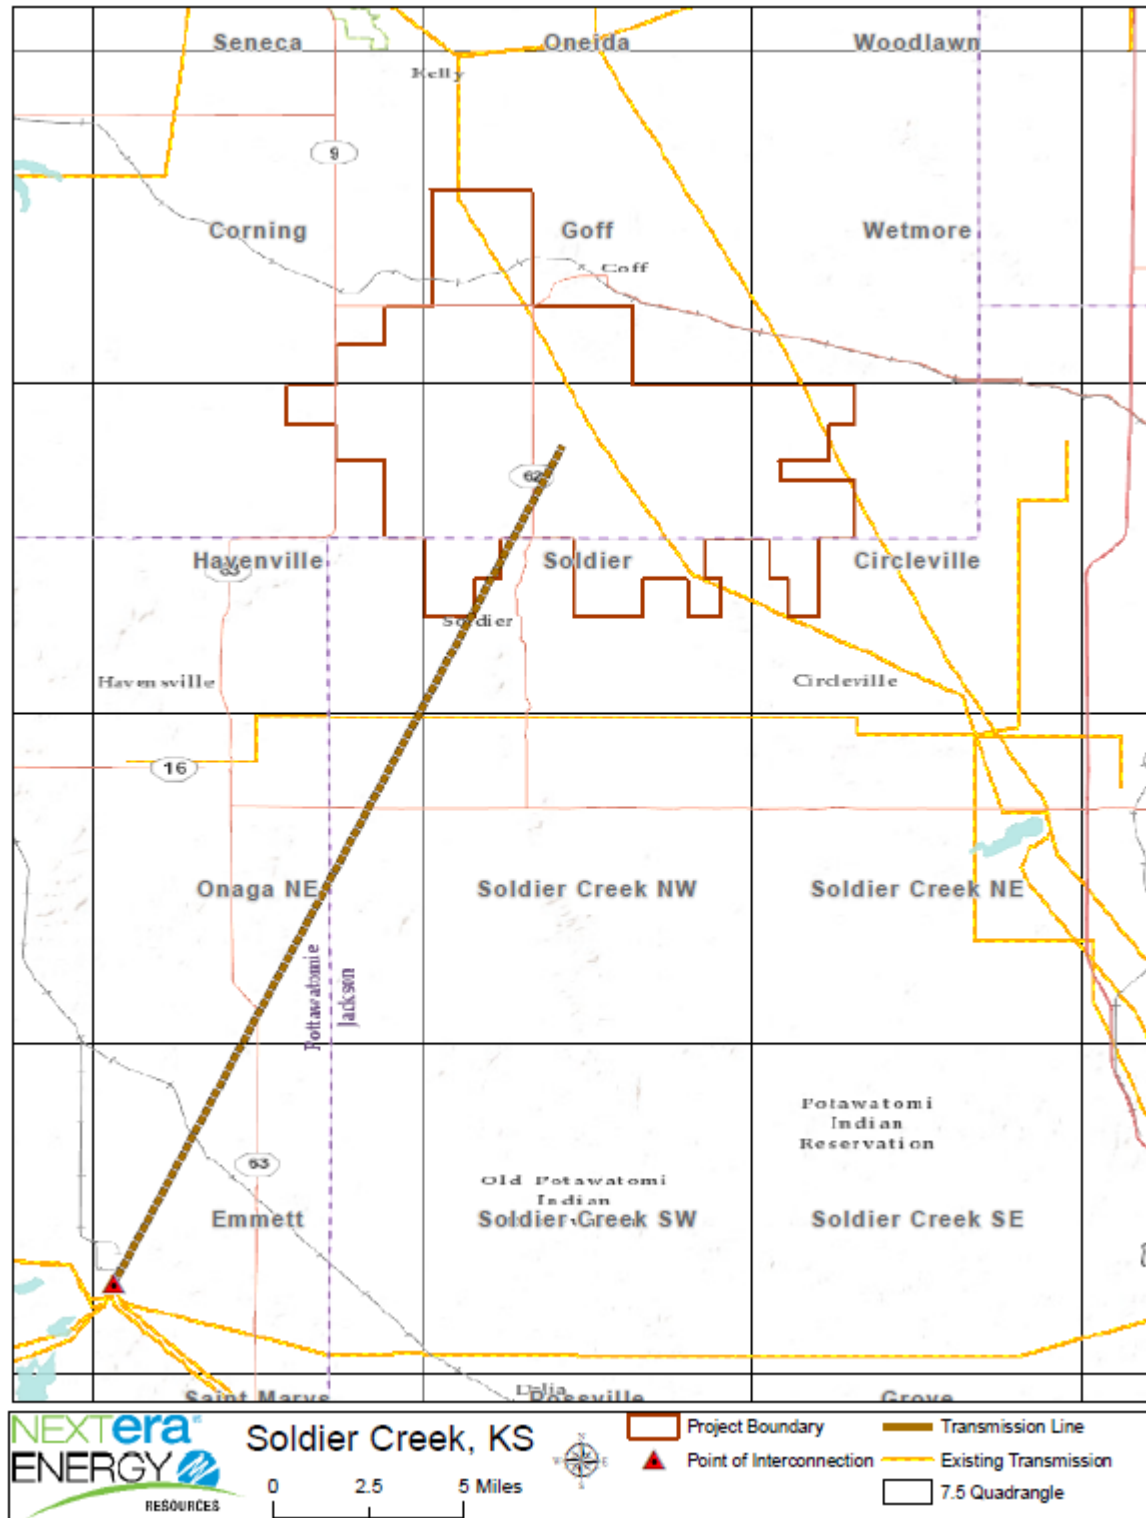 Seneca
Oneida
Woodlawn
Kelly
9
Corning
Goff
Wetmore
Goff
62
Havenville
63
Soldier
Circleville
Soldier
Havensville
Circleville
16
Onaga NE
Soldier Creek NW
Soldier Creek NE
Pottawatomie
Jackson
Potawatomi
Indian
Reservation
63
Old Potawatomi
Indian
Emmett
Soldier Creek SW
Soldier Creek SE
Delia
Saint Marys
Rossville
Grove
NEXTera
ENERGY
RESOURCES
Soldier Creek, KS
0 2.5 5 Miles
N
W E
S
Project Boundary
Transmission Line
Point of Interconnection
Existing Transmission
7.5 Quadrangle